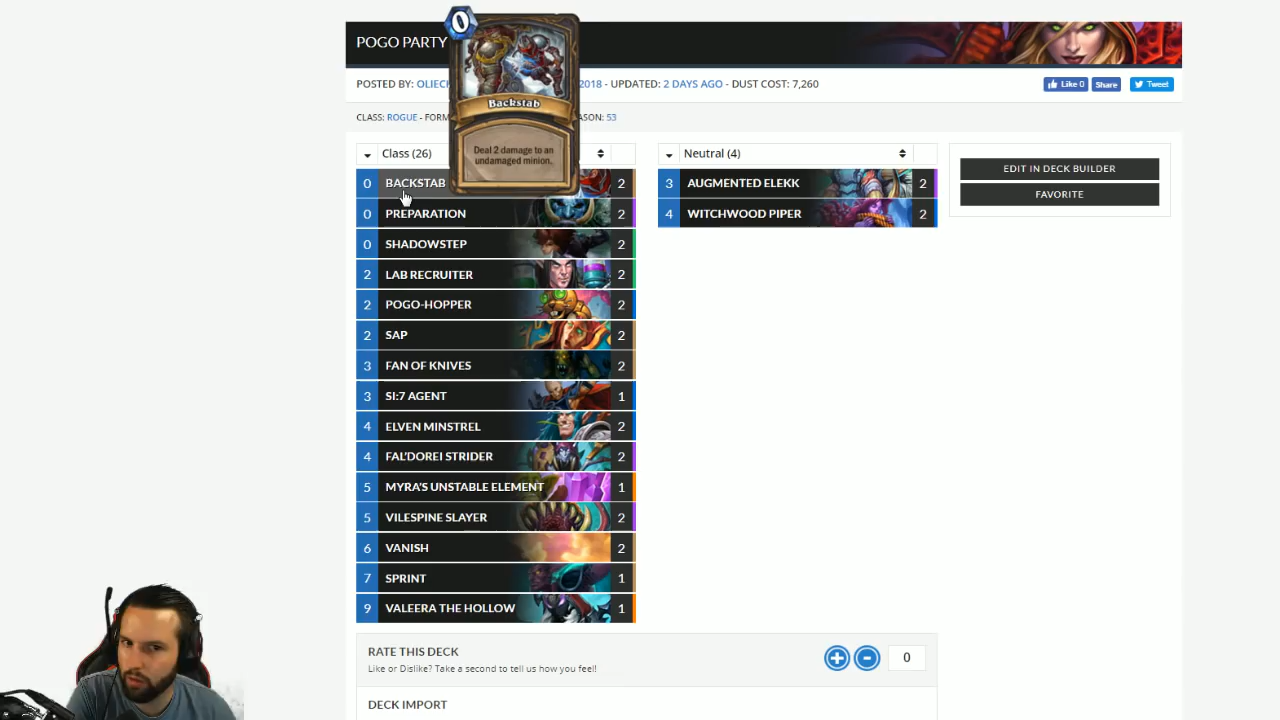 POGO PARTY
0
Backstab
Deal 2 damage to an
undamaged minion.
POSTED BY: OLIECH 2018 - UPDATED: 2 DAYS AGO - DUST COST: 7,260
Like 0 Share Tweet
CLASS: ROGUE - FORM ASON: 53
Class (26)
0 BACKSTAB 2
0 PREPARATION 2
0 SHADOWSTEP 2
2 LAB RECRUITER 2
2 POGO-HOPPER 2
2 SAP 2
3 FAN OF KNIVES 2
3 SI:7 AGENT 1
4 ELVEN MINSTREL 2
4 FAL'DOREI STRIDER 2
5 MYRA'S UNSTABLE ELEMENT 1
5 VILESPINE SLAYER 2
6 VANISH 2
7 SPRINT 1
9 VALEERA THE HOLLOW 1
Neutral (4)
3 AUGMENTED ELEKK 2
4 WITCHWOOD PIPER 2
EDIT IN DECK BUILDER
FAVORITE
RATE THIS DECK
Like or Dislike? Take a second to tell us how you feel!
0
DECK IMPORT